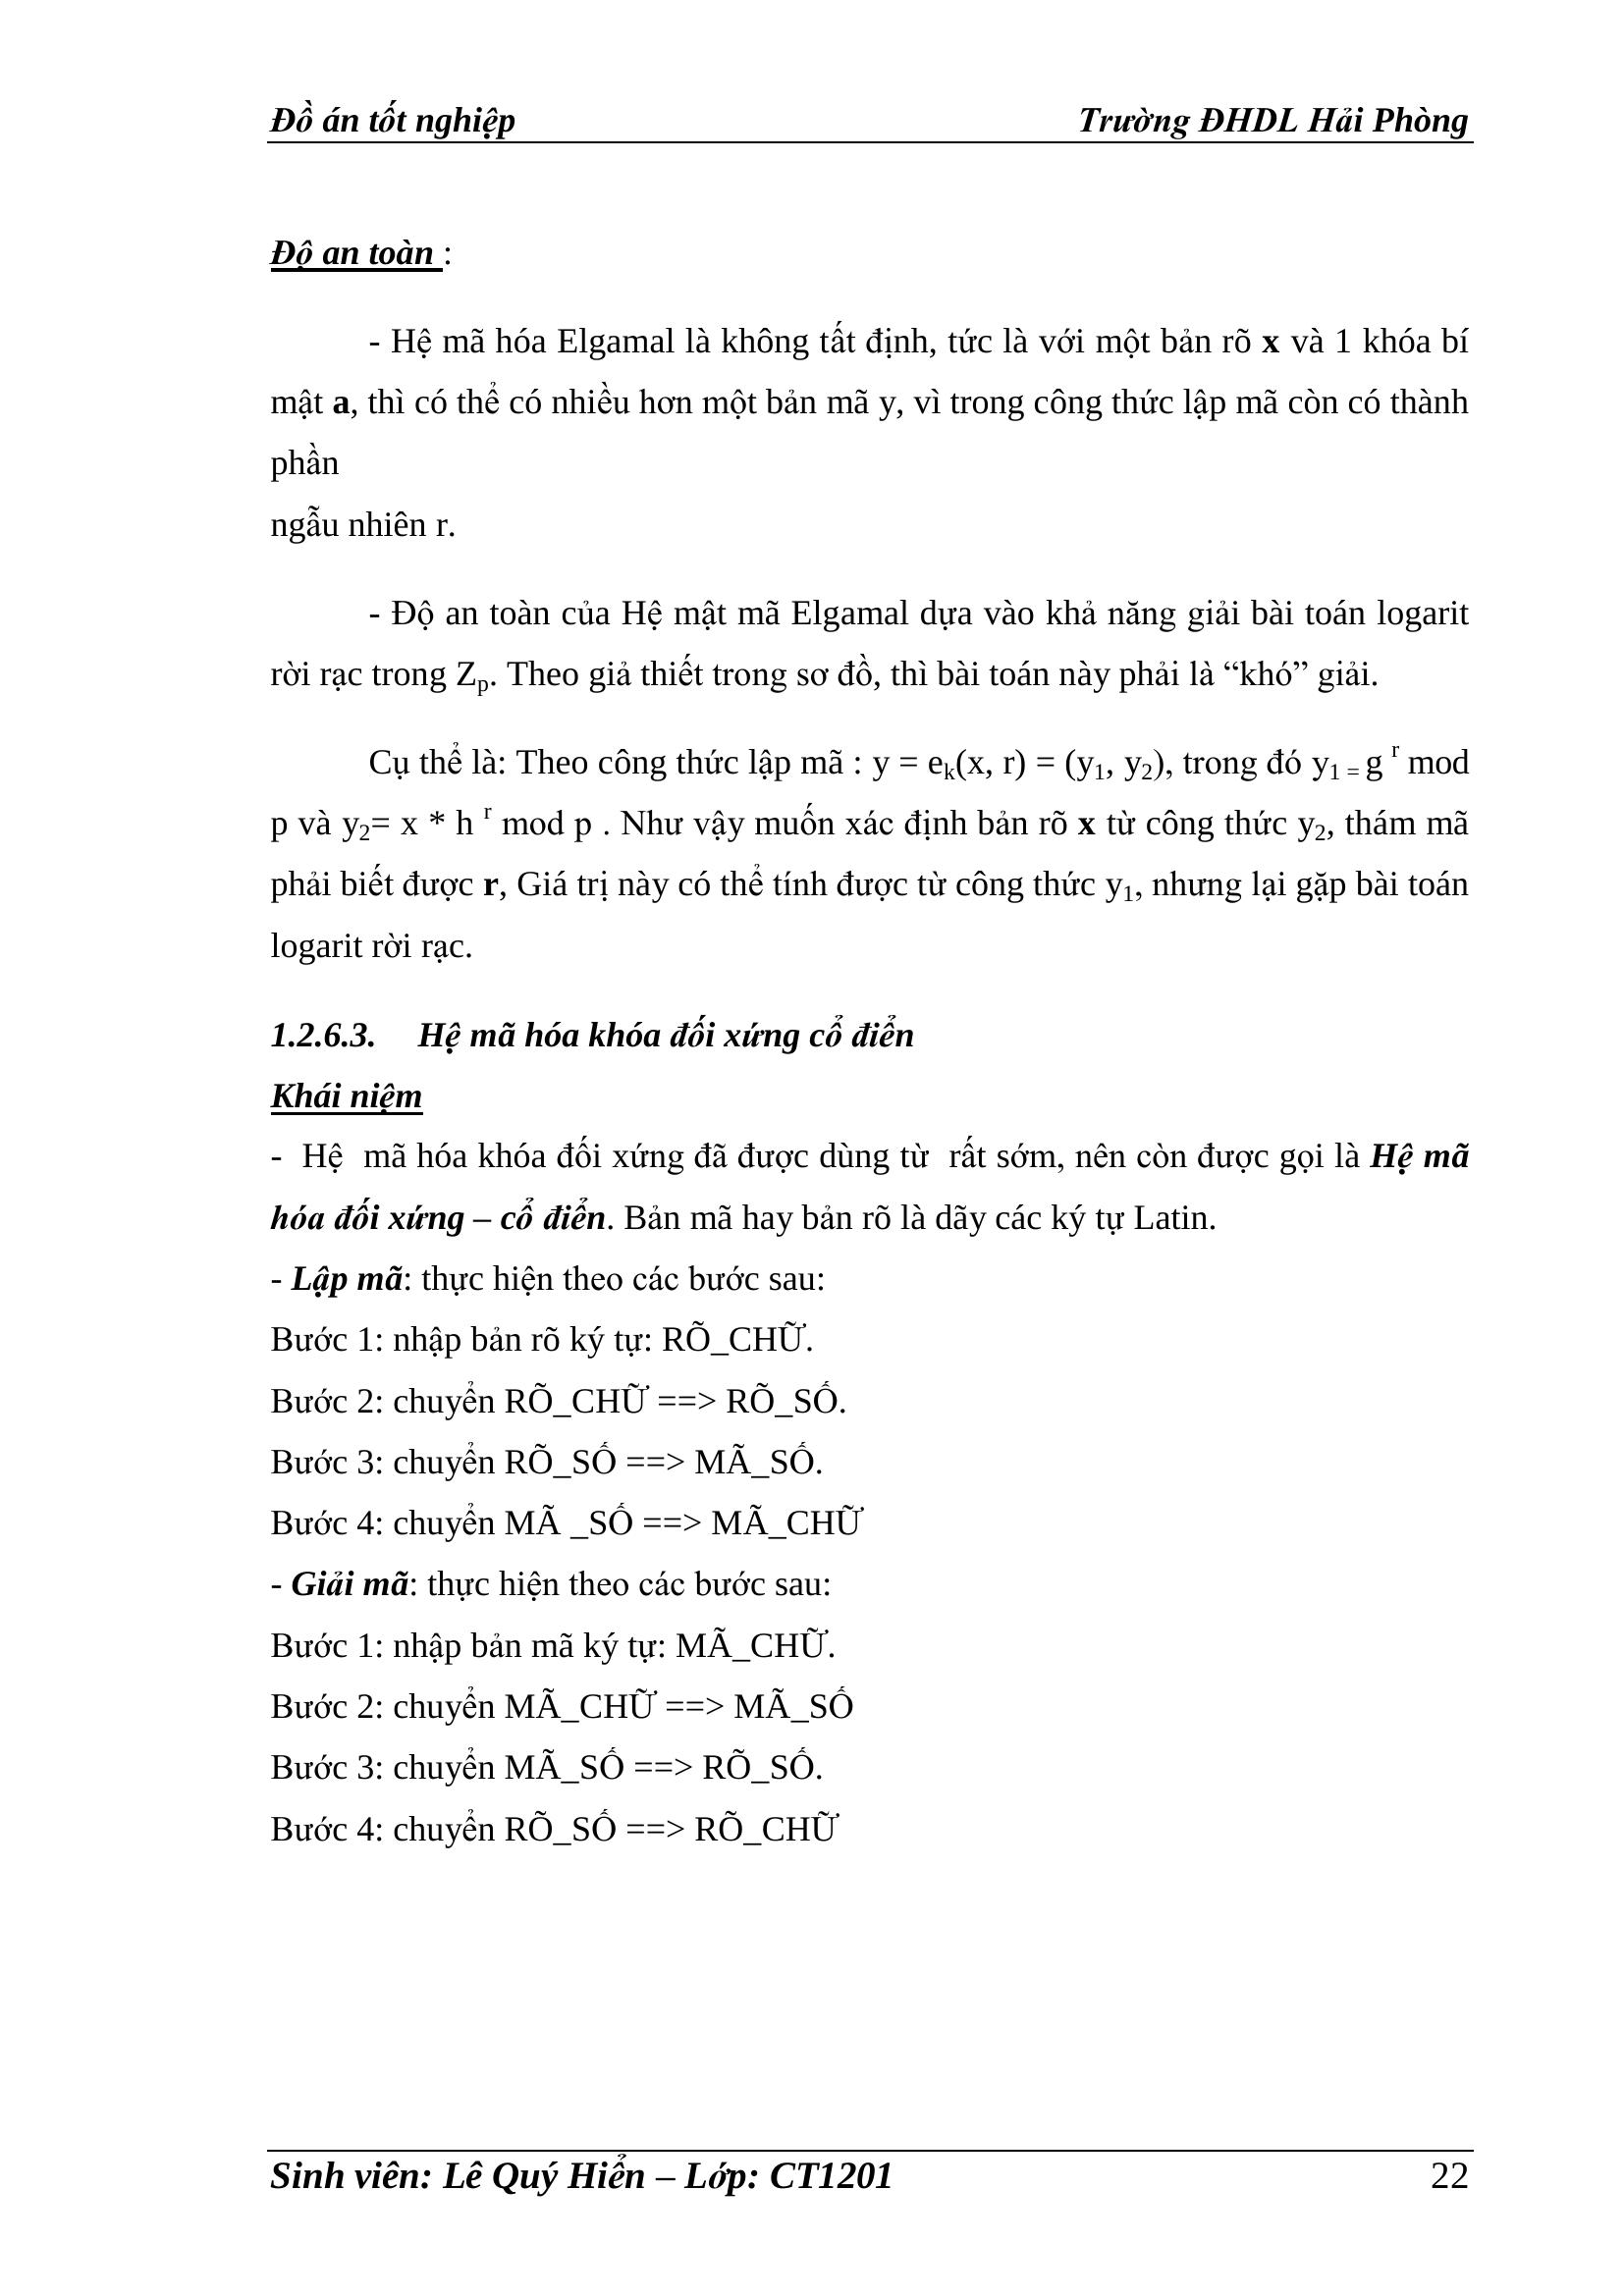 Đồ án tốt nghiệp Trường ĐHDL Hải Phòng
Độ an toàn :
- Hệ mã hóa Elgamal là không tất định, tức là với một bản rõ x và 1 khóa bí
mật a, thì có thể có nhiều hơn một bản mã y, vì trong công thức lập mã còn có thành
phần
ngẫu nhiên r.
- Độ an toàn của Hệ mật mã Elgamal dựa vào khả năng giải bài toán logarit
rời rạc trong Zp. Theo giả thiết trong sơ đồ, thì bài toán này phải là “khó” giải.
Cụ thể là: Theo công thức lập mã : y = ek(x, r) = (y1, y2), trong đó y1 = g r mod
p và y2= x * h r mod p . Như vậy muốn xác định bản rõ x từ công thức y2, thám mã
phải biết được r, Giá trị này có thể tính được từ công thức y1, nhưng lại gặp bài toán
logarit rời rạc.
1.2.6.3. Hệ mã hóa khóa đối xứng cổ điển
Khái niệm
- Hệ mã hóa khóa đối xứng đã được dùng từ rất sớm, nên còn được gọi là Hệ mã
hóa đối xứng – cổ điển. Bản mã hay bản rõ là dãy các ký tự Latin.
- Lập mã: thực hiện theo các bước sau:
Bước 1: nhập bản rõ ký tự: RÕ_CHỮ.
Bước 2: chuyển RÕ_CHỮ ==> RÕ_SỐ.
Bước 3: chuyển RÕ_SỐ ==> MÃ_SỐ.
Bước 4: chuyển MÃ _SỐ ==> MÃ_CHỮ
- Giải mã: thực hiện theo các bước sau:
Bước 1: nhập bản mã ký tự: MÃ_CHỮ.
Bước 2: chuyển MÃ_CHỮ ==> MÃ_SỐ
Bước 3: chuyển MÃ_SỐ ==> RÕ_SỐ.
Bước 4: chuyển RÕ_SỐ ==> RÕ_CHỮ
Sinh viên: Lê Quý Hiển – Lớp: CT1201 22